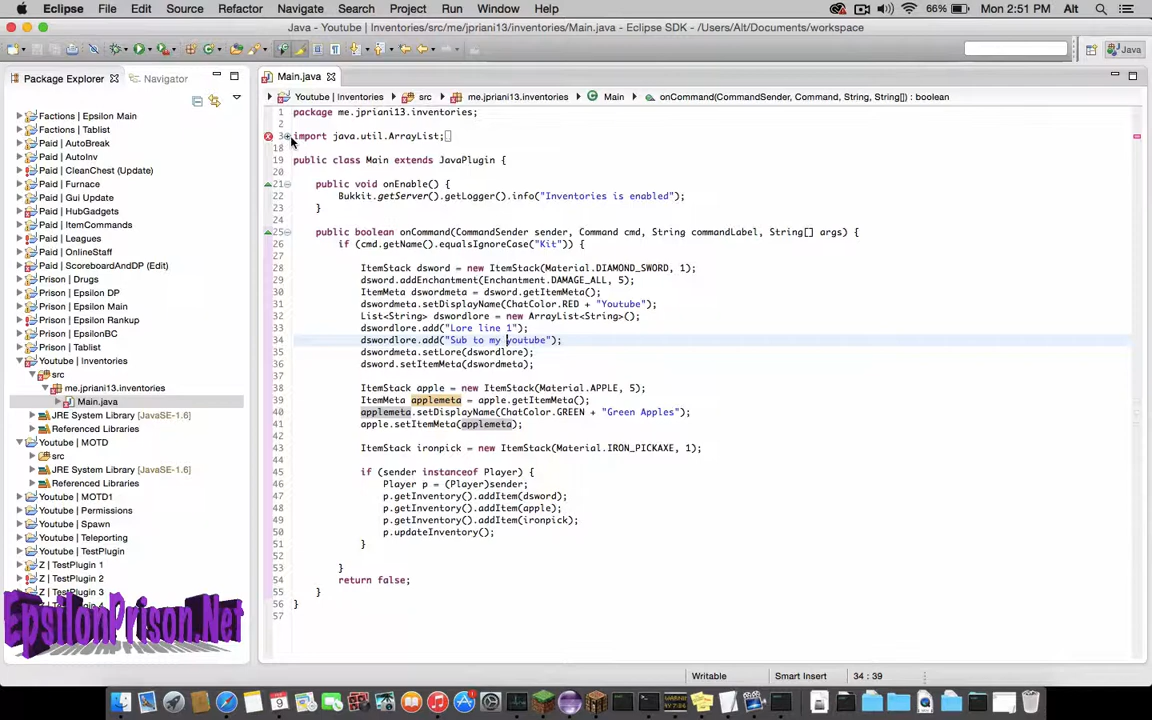 Eclipse File Edit Source Refactor Navigate Search Project Run Window Help 66% Mon 2:51 PM Alt
Java - Youtube | Inventories/src/me/jpriani13/inventories/Main.java - Eclipse SDK - /Users/Alt/Documents/workspace
Java
Package Explorer Navigator
Factions | Epsilon Main
Factions | Tablist
Paid | AutoBreak
Paid | AutoInv
Paid | CleanChest (Update)
Paid | Furnace
Paid | Gui Update
Paid | HubGadgets
Paid | ItemCommands
Paid | Leagues
Paid | OnlineStaff
Paid | ScoreboardAndDP (Edit)
Prison | Drugs
Prison | Epsilon DP
Prison | Epsilon Main
Prison | Epsilon Rankup
Prison | EpsilonBC
Prison | Tablist
Youtube | Inventories
src
me.jpriani13.inventories
Main.java
JRE System Library [JavaSE-1.6]
Referenced Libraries
Youtube | MOTD
src
JRE System Library [JavaSE-1.6]
Referenced Libraries
Youtube | MOTD1
Youtube | Permissions
Youtube | Spawn
Youtube | Teleporting
Youtube | TestPlugin
Z | TestPlugin 1
Z | TestPlugin 2
Z | TestPlugin 3
EpsilonPrison.Net
Main.java
Youtube | Inventories src me.jpriani13.inventories Main onCommand(CommandSender, Command, String, String[]) : boolean
1 package me.jpriani13.inventories;
2
3 import java.util.ArrayList;
18
19 public class Main extends JavaPlugin {
20
21 public void onEnable() {
22 Bukkit.getServer().getLogger().info("Inventories is enabled");
23 }
24
25 public boolean onCommand(CommandSender sender, Command cmd, String commandLabel, String[] args) {
26 if (cmd.getName().equalsIgnoreCase("Kit")) {
27
28 ItemStack dsword = new ItemStack(Material.DIAMOND_SWORD, 1);
29 dsword.addEnchantment(Enchantment.DAMAGE_ALL, 5);
30 ItemMeta dswordmeta = dsword.getItemMeta();
31 dswordmeta.setDisplayName(ChatColor.RED + "Youtube");
32 List<String> dswordlore = new ArrayList<String>();
33 dswordlore.add("Lore line 1");
34 dswordlore.add("Sub to my youtube");
35 dswordmeta.setLore(dswordlore);
36 dsword.setItemMeta(dswordmeta);
37
38 ItemStack apple = new ItemStack(Material.APPLE, 5);
39 ItemMeta applemeta = apple.getItemMeta();
40 applemeta.setDisplayName(ChatColor.GREEN + "Green Apples");
41 apple.setItemMeta(applemeta);
42
43 ItemStack ironpick = new ItemStack(Material.IRON_PICKAXE, 1);
44
45 if (sender instanceof Player) {
46 Player p = (Player)sender;
47 p.getInventory().addItem(dsword);
48 p.getInventory().addItem(apple);
49 p.getInventory().addItem(ironpick);
50 p.updateInventory();
51 }
52
53 }
54 return false;
55 }
56 }
57
Writable Smart Insert 34 : 39